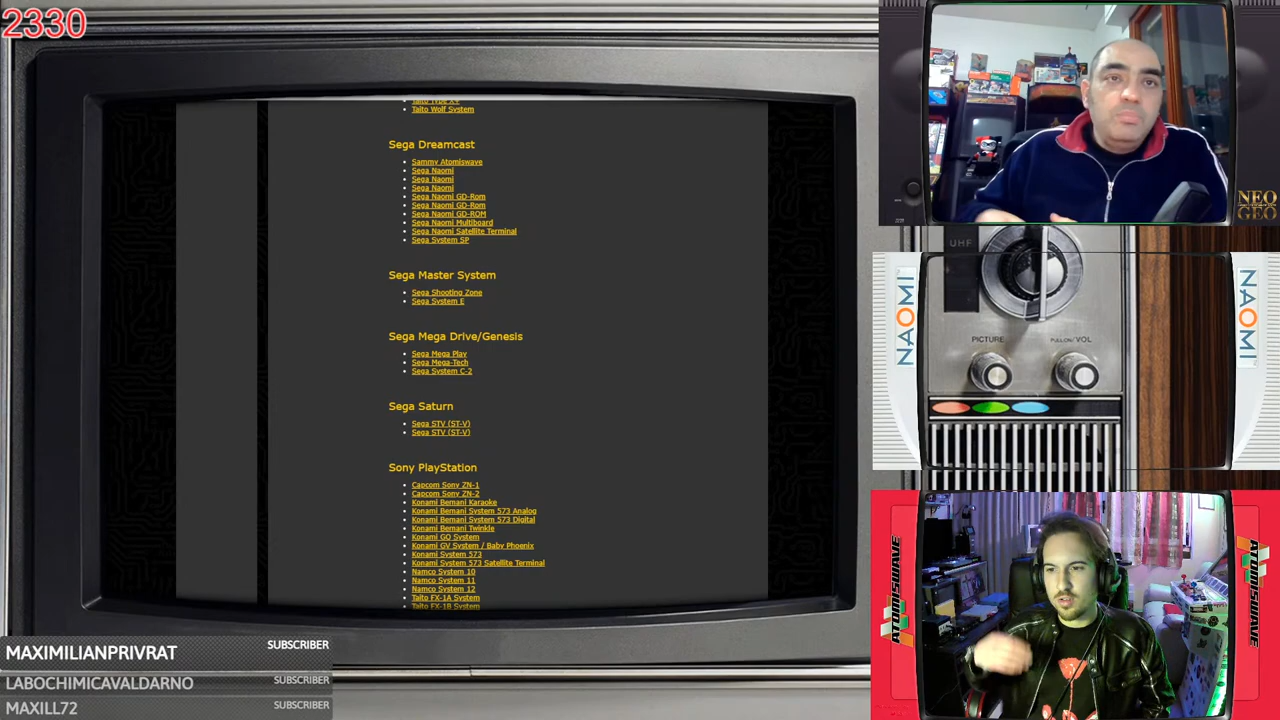 2330
Taito Type X+
Taito Wolf System
Sega Dreamcast
Sammy Atomiswave
Sega Naomi
Sega Naomi
Sega Naomi
Sega Naomi GD-Rom
Sega Naomi GD-Rom
Sega Naomi GD-ROM
Sega Naomi Multiboard
Sega Naomi Satellite Terminal
Sega System SP
Sega Master System
Sega Shooting Zone
Sega System E
Sega Mega Drive/Genesis
Sega Mega Play
Sega Mega-Tech
Sega System C-2
Sega Saturn
Sega STV (ST-V)
Sega STV (ST-V)
Sony PlayStation
Capcom Sony ZN-1
Capcom Sony ZN-2
Konami Bemani Karaoke
Konami Bemani System 573 Analog
Konami Bemani System 573 Digital
Konami Bemani Twinkle
Konami GQ System
Konami GV System / Baby Phoenix
Konami System 573
Konami System 573 Satellite Terminal
Namco System 10
Namco System 11
Namco System 12
Taito FX-1A System
Taito FX-1B System
MAXIMILIANPRIVRAT SUBSCRIBER
LABOCHIMICAVALDARNO SUBSCRIBER
MAXILL72 SUBSCRIBER
NEO
GEO
UHF
PICTURE
NAOMI
NAOMI
ATOMISWAVE
ATOMISWAVE